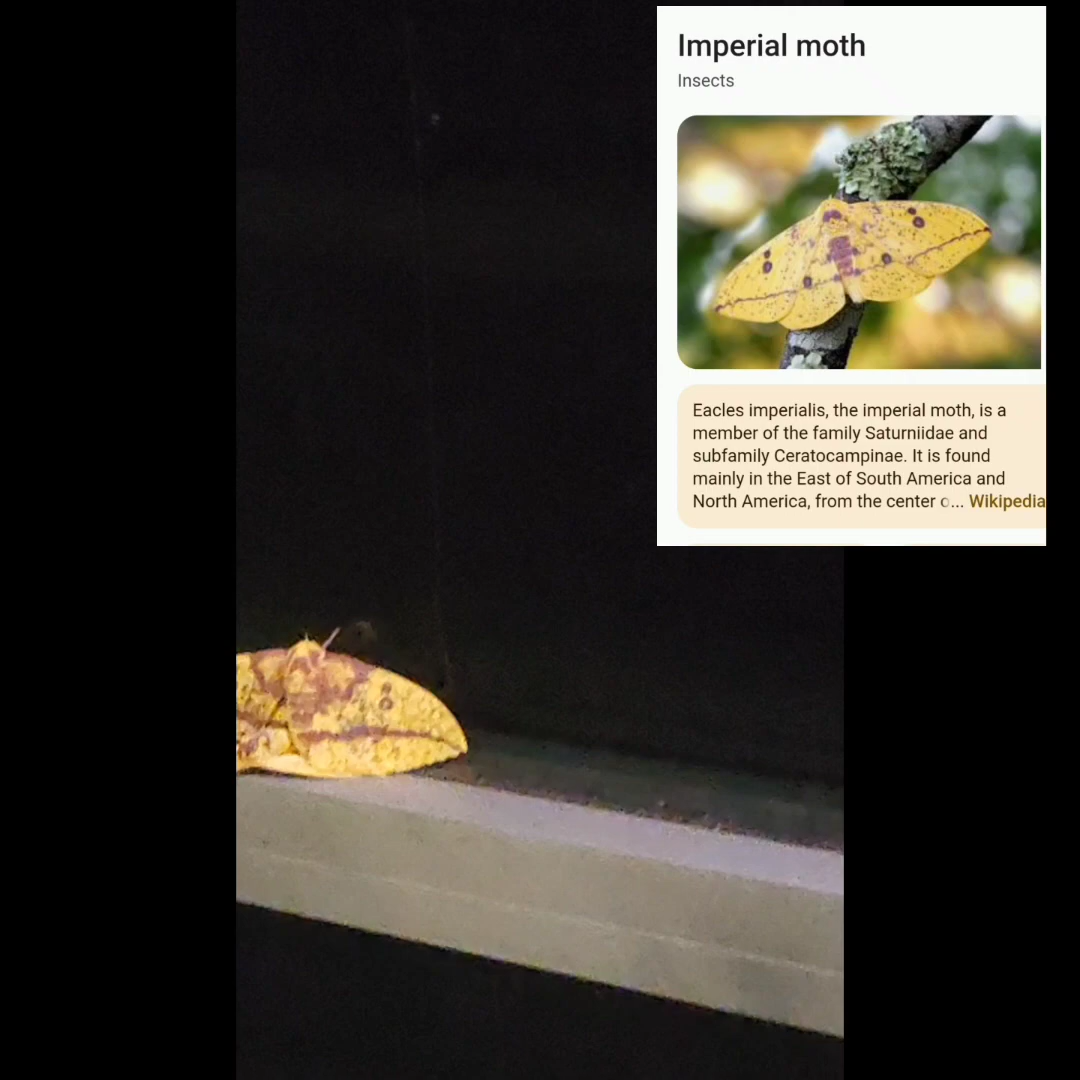 Imperial moth
Insects
Eacles imperialis, the imperial moth, is a
member of the family Saturniidae and
subfamily Ceratocampinae. It is found
mainly in the East of South America and
North America, from the center o... Wikipedia